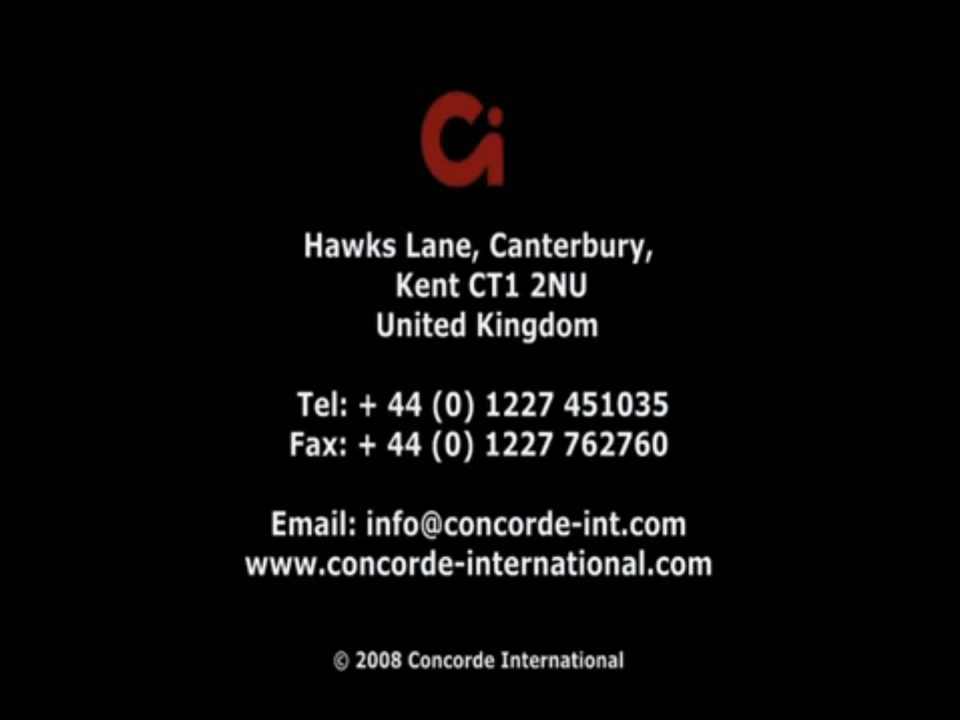 Ci
Hawks Lane, Canterbury,
Kent CT1 2NU
United Kingdom
Tel: + 44 (0) 1227 451035
Fax: + 44 (0) 1227 762760
Email: info@concorde-int.com
www.concorde-international.com
© 2008 Concorde International